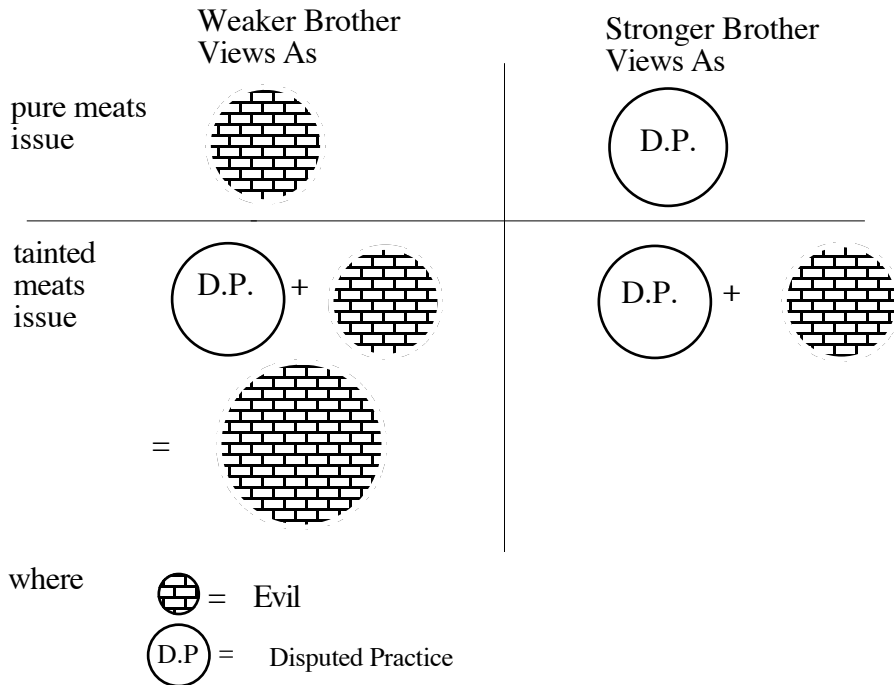 Weaker Brother
Views As
Stronger Brother
Views As
pure meats
issue
D.P.
tainted
meats
issue
D.P. +
D.P. +
=
where
= Evil
D.P = Disputed Practice